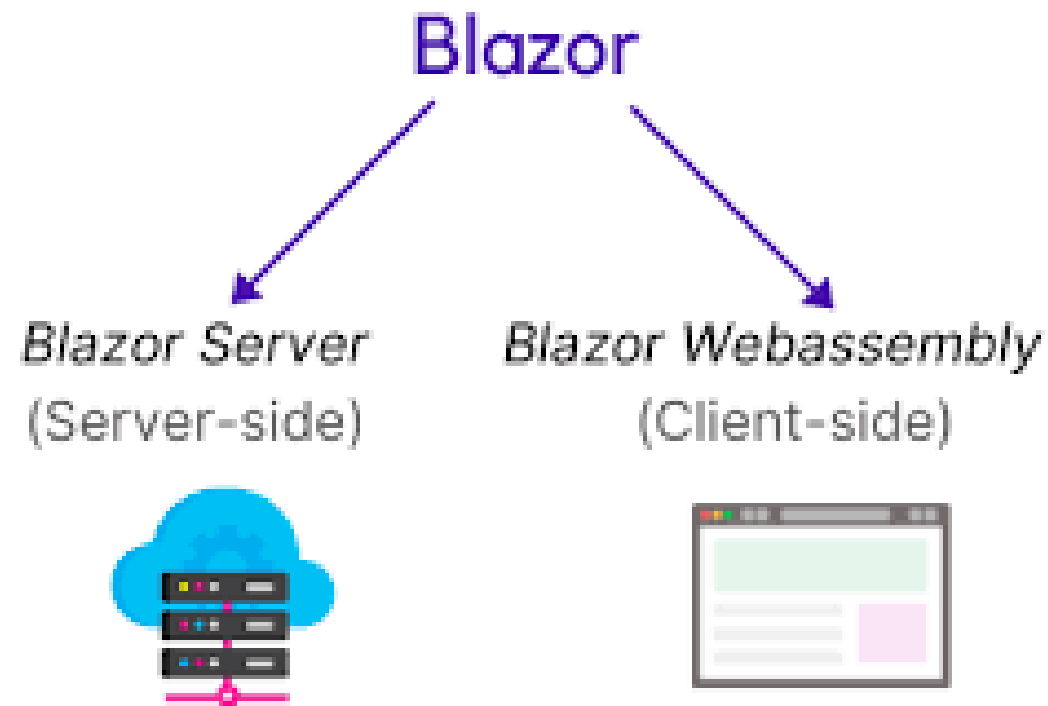 Blazor
Blazor Server
Blazor Webassembly
(Server-side)
(Client-side)